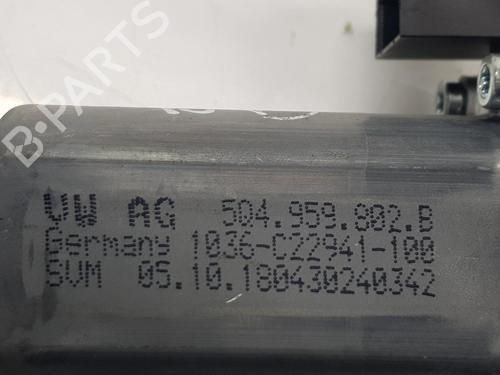 B-PARTS
VW AG 5Q4.959.802.B
Germany 1036-C22941-100
SVM 05.10.180430240342